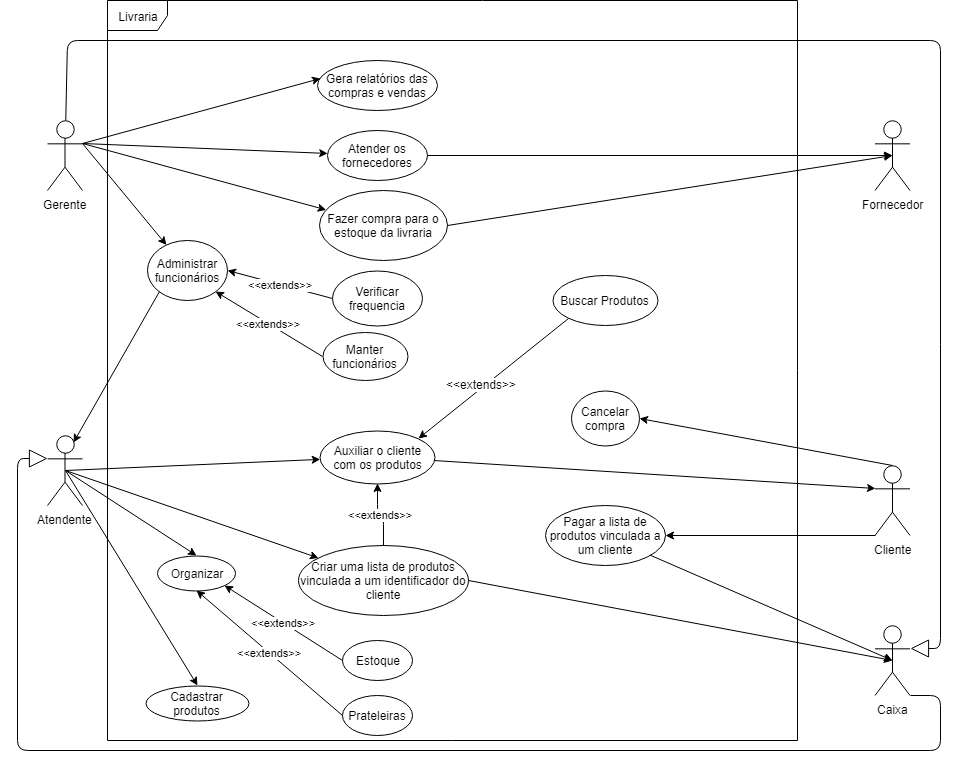 Livraria
Gera relatórios das
compras e vendas
Atender os
fornecedores
Gerente
Fornecedor
Fazer compra para o
estoque da livraria
Administrar
funcionários
<<extends>>
Verificar
frequencia
Buscar Produtos
<<extends>>
Manter
funcionários
<<extends>>
Cancelar
compra
Auxiliar o cliente
com os produtos
Atendente
<<extends>>
Pagar a lista de
produtos vinculada a
um cliente
Cliente
Organizar
Criar uma lista de produtos
vinculada a um identificador do
cliente
<<extends>>
<<extends>>
Estoque
Cadastrar
produtos
Prateleiras
Caixa